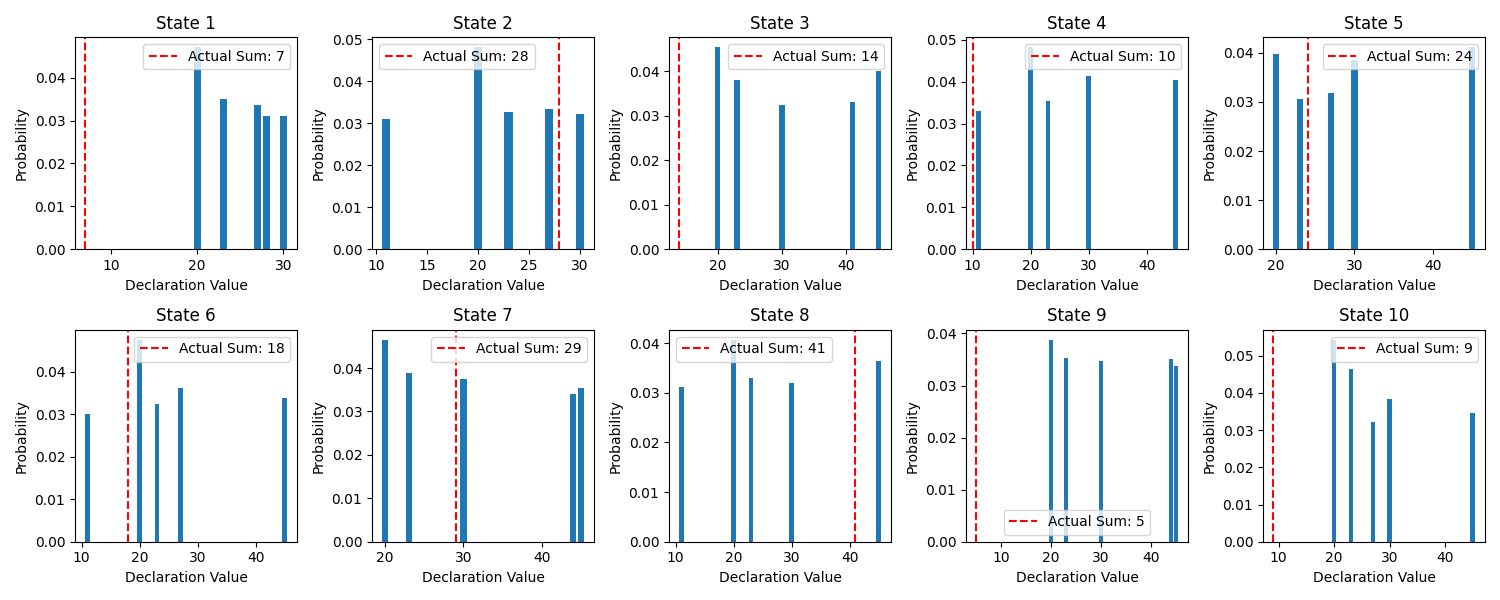 State 1
Actual Sum: 7
Probability
0.04
0.03
0.02
0.01
0.00
10 20 30
Declaration Value
State 2
Actual Sum: 28
Probability
0.05
0.04
0.03
0.02
0.01
0.00
10 15 20 25 30
Declaration Value
State 3
Actual Sum: 14
Probability
0.04
0.03
0.02
0.01
0.00
20 30 40
Declaration Value
State 4
Actual Sum: 10
Probability
0.05
0.04
0.03
0.02
0.01
0.00
10 20 30 40
Declaration Value
State 5
Actual Sum: 24
Probability
0.04
0.03
0.02
0.01
0.00
20 30 40
Declaration Value
State 6
Actual Sum: 18
Probability
0.04
0.03
0.02
0.01
0.00
10 20 30 40
Declaration Value
State 7
Actual Sum: 29
Probability
0.04
0.03
0.02
0.01
0.00
20 30 40
Declaration Value
State 8
Actual Sum: 41
Probability
0.04
0.03
0.02
0.01
0.00
10 20 30 40
Declaration Value
State 9
Actual Sum: 5
Probability
0.04
0.03
0.02
0.01
0.00
10 20 30 40
Declaration Value
State 10
Actual Sum: 9
Probability
0.05
0.04
0.03
0.02
0.01
0.00
10 20 30 40
Declaration Value